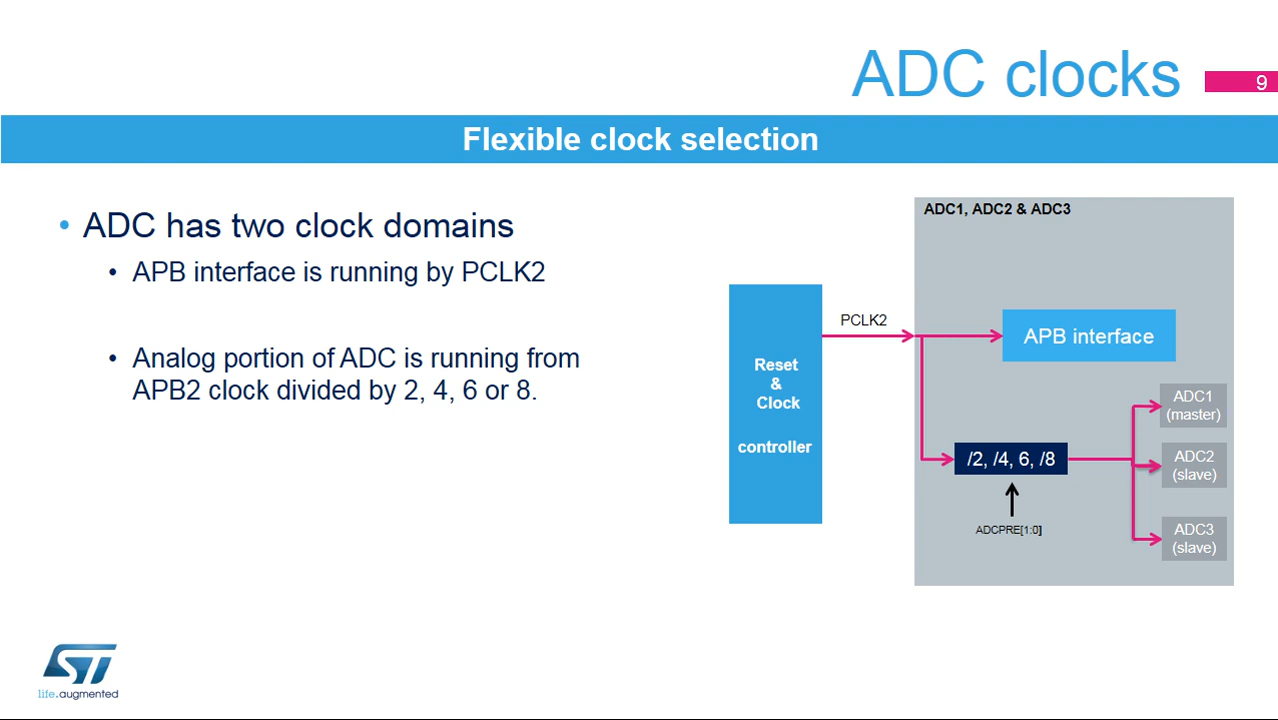 ADC clocks
9
Flexible clock selection
• ADC has two clock domains
• APB interface is running by PCLK2
• Analog portion of ADC is running from
APB2 clock divided by 2, 4, 6 or 8.
ADC1, ADC2 & ADC3
Reset
&
Clock
controller
PCLK2
APB interface
/2, /4, 6, /8
ADCPRE[1:0]
ADC1
(master)
ADC2
(slave)
ADC3
(slave)
ST
life.augmented